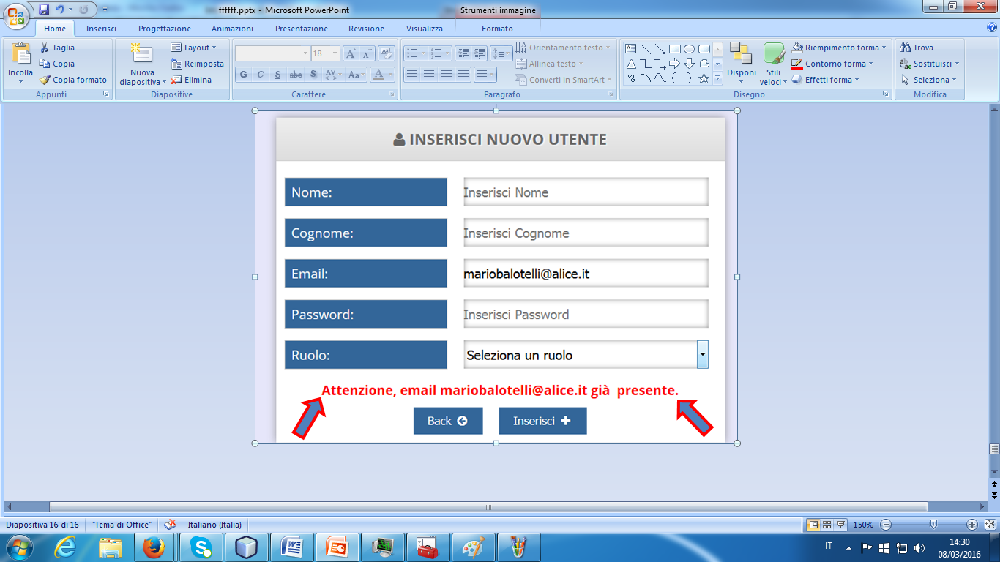 ffffff.pptx - Microsoft PowerPoint
Strumenti immagine
Home Inserisci Progettazione Animazioni Presentazione Revisione Visualizza Formato
Incolla
Taglia
Copia
Copia formato
Appunti
Nuova diapositiva
Layout
Reimposta
Elimina
Diapositive
18
G C S abc S AV Aa A
Carattere
Orientamento testo
Allinea testo
Converti in SmartArt
Paragrafo
Disponi
Stili veloci
Riempimento forma
Contorno forma
Effetti forma
Disegno
Trova
Sostituisci
Seleziona
Modifica
INSERISCI NUOVO UTENTE
Nome: Inserisci Nome
Cognome: Inserisci Cognome
Email: mariobalotelli@alice.it
Password: Inserisci Password
Ruolo: Seleziona un ruolo
Attenzione, email mariobalotelli@alice.it già presente.
Back Inserisci
Diapositiva 16 di 16 "Tema di Office" Italiano (Italia) 150%
IT 14:30
08/03/2016